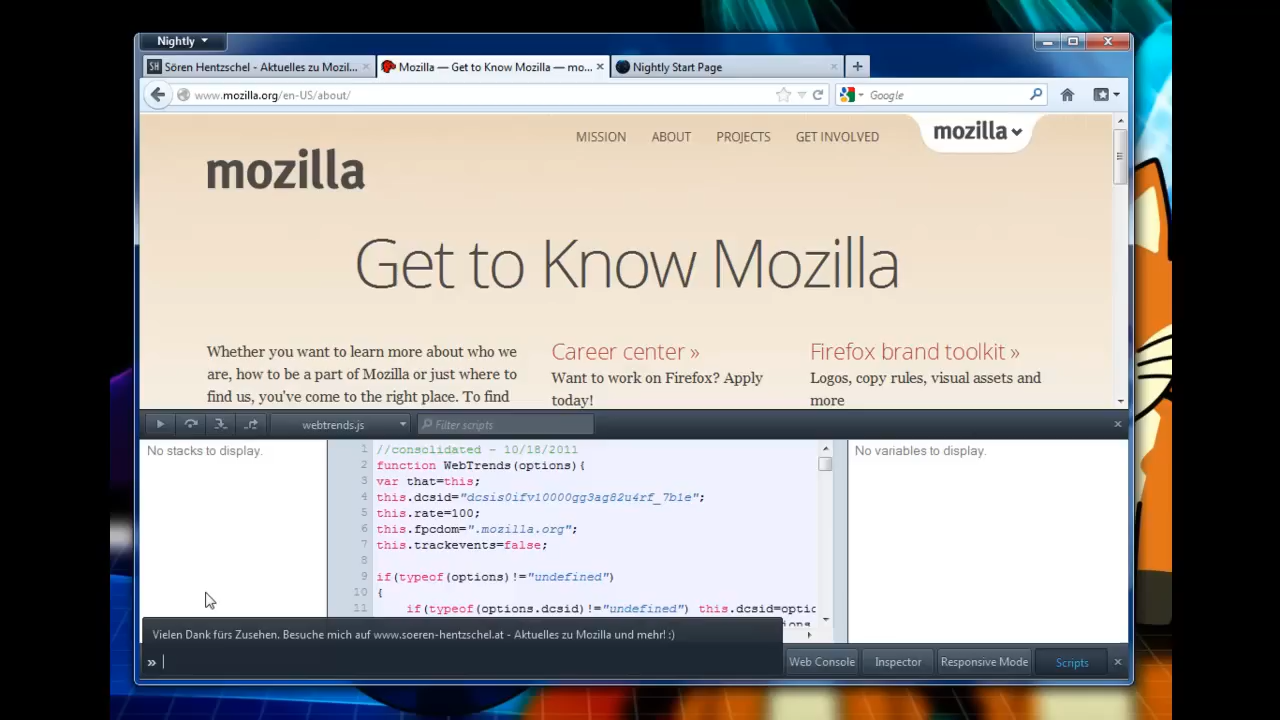 Nightly
Sören Hentzschel - Aktuelles zu Mozil...
Mozilla — Get to Know Mozilla — mo...
Nightly Start Page
www.mozilla.org/en-US/about/
Google
MISSION
ABOUT
PROJECTS
GET INVOLVED
mozilla
mozilla
Get to Know Mozilla
Whether you want to learn more about who we
are, how to be a part of Mozilla or just where to
find us, you've come to the right place. To find
Career center »
Want to work on Firefox? Apply
today!
Firefox brand toolkit »
Logos, copy rules, visual assets and
more
webtrends.js
Filter scripts
No stacks to display.
1 //consolidated - 10/18/2011
2 function WebTrends(options){
3 var that=this;
4 this.dcsid="dcsis0ifv10000gg3ag82u4rf_7b1e";
5 this.rate=100;
6 this.fpcdom=".mozilla.org";
7 this.trackevents=false;
8
9 if(typeof(options)!="undefined")
10 {
11 if(typeof(options.dcsid)!="undefined") this.dcsid=optio
No variables to display.
Vielen Dank fürs Zusehen. Besuche mich auf www.soeren-hentzschel.at - Aktuelles zu Mozilla und mehr! :)
»
Web Console
Inspector
Responsive Mode
Scripts